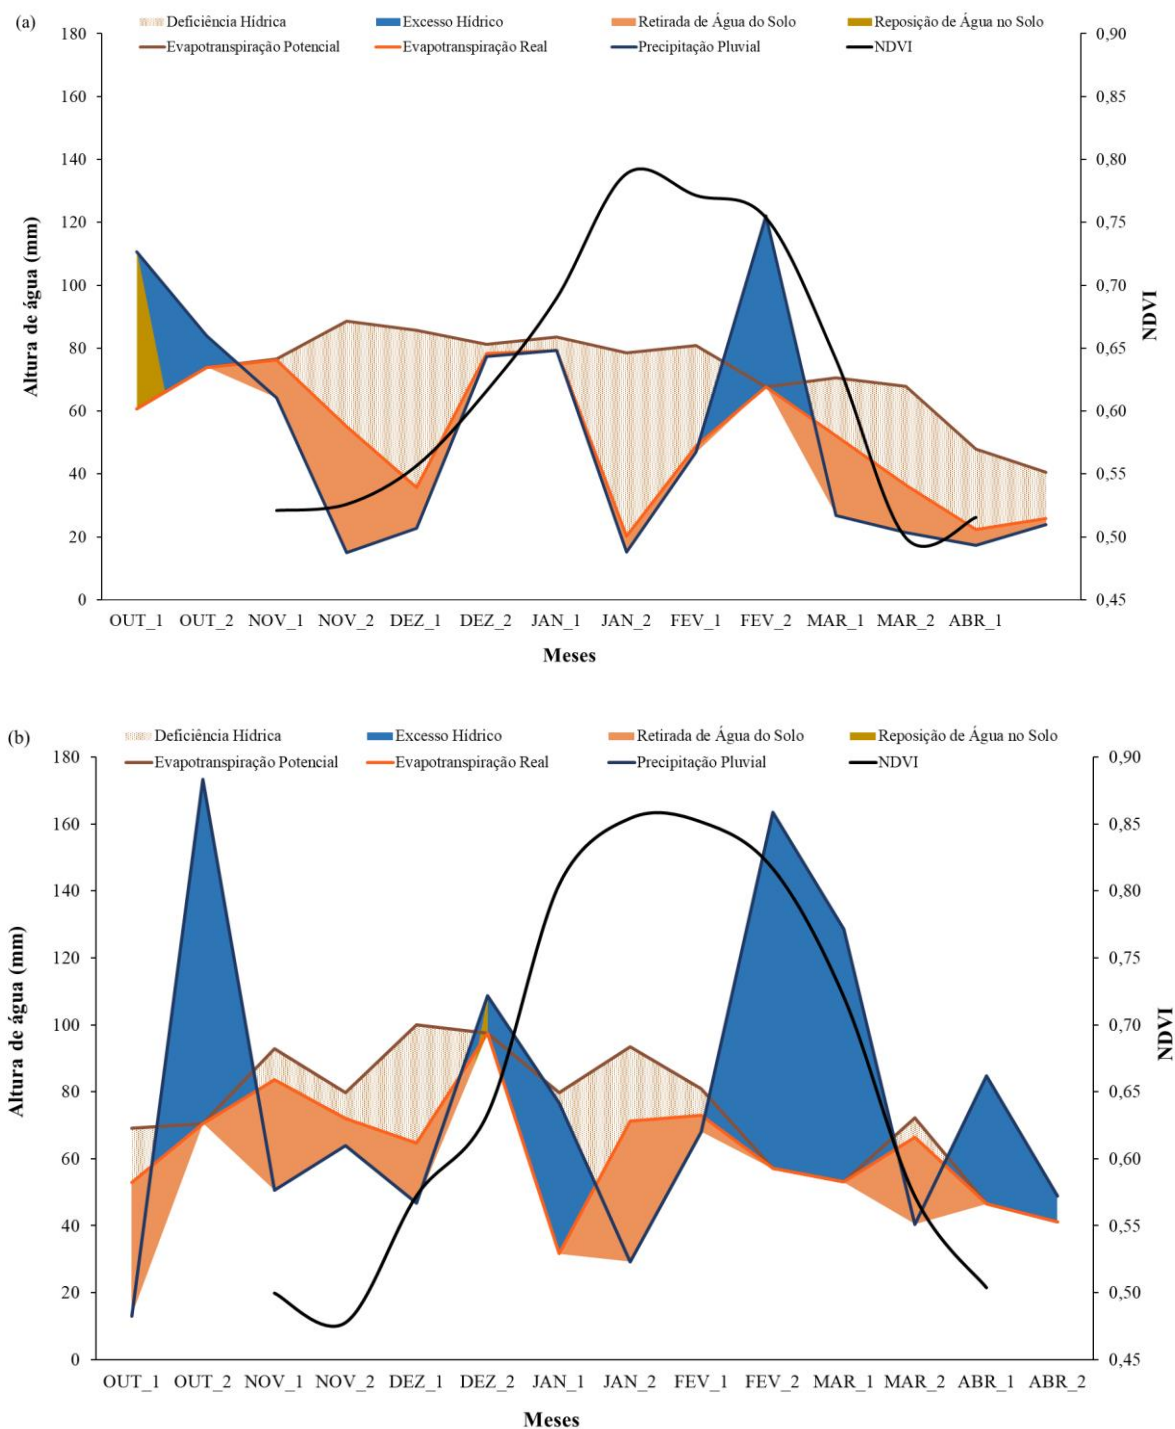 (a)
Deficiência Hídrica Excesso Hídrico Retirada de Água do Solo Reposição de Água no Solo
Evapotranspiração Potencial Evapotranspiração Real Precipitação Pluvial NDVI
180 0,90
160 0,85
140 0,80
120 0,75
100 0,70
80 0,65
60 0,60
40 0,55
20 0,50
0 0,45
Altura de água (mm)
NDVI
OUT_1 OUT_2 NOV_1 NOV_2 DEZ_1 DEZ_2 JAN_1 JAN_2 FEV_1 FEV_2 MAR_1 MAR_2 ABR_1
Meses
(b)
Deficiência Hídrica Excesso Hídrico Retirada de Água do Solo Reposição de Água no Solo
Evapotranspiração Potencial Evapotranspiração Real Precipitação Pluvial NDVI
180 0,90
160 0,85
140 0,80
120 0,75
100 0,70
80 0,65
60 0,60
40 0,55
20 0,50
0 0,45
Altura de água (mm)
NDVI
OUT_1 OUT_2 NOV_1 NOV_2 DEZ_1 DEZ_2 JAN_1 JAN_2 FEV_1 FEV_2 MAR_1 MAR_2 ABR_1 ABR_2
Meses